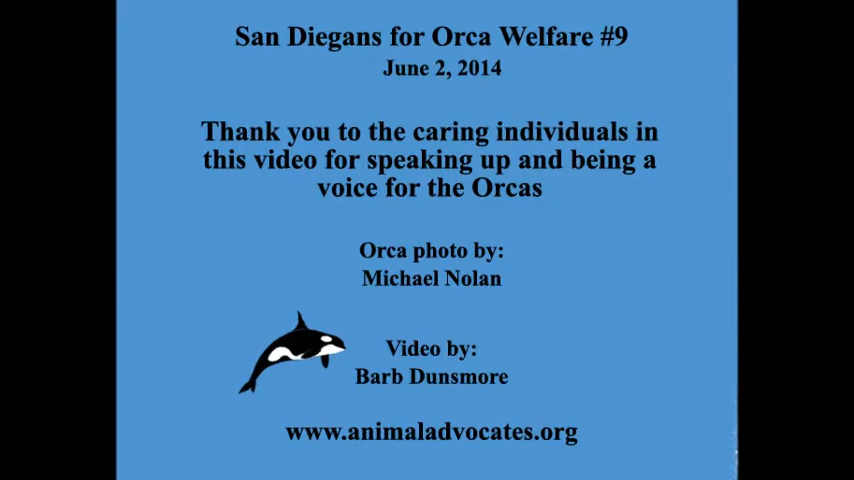 San Diegans for Orca Welfare #9
June 2, 2014
Thank you to the caring individuals in
this video for speaking up and being a
voice for the Orcas
Orca photo by:
Michael Nolan
Video by:
Barb Dunsmore
www.animaladvocates.org